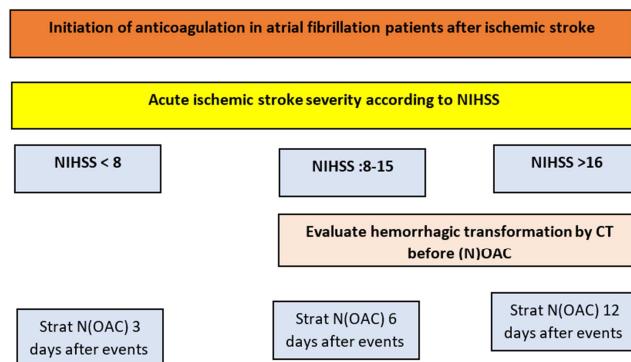 Initiation of anticoagulation in atrial fibrillation patients after ischemic stroke
Acute ischemic stroke severity according to NIHSS
NIHSS < 8
NIHSS :8-15
NIHSS >16
Evaluate hemorrhagic transformation by CT
before (N)OAC
Strat N(OAC) 3
days after events
Strat N(OAC) 6
days after events
Strat N(OAC) 12
days after events